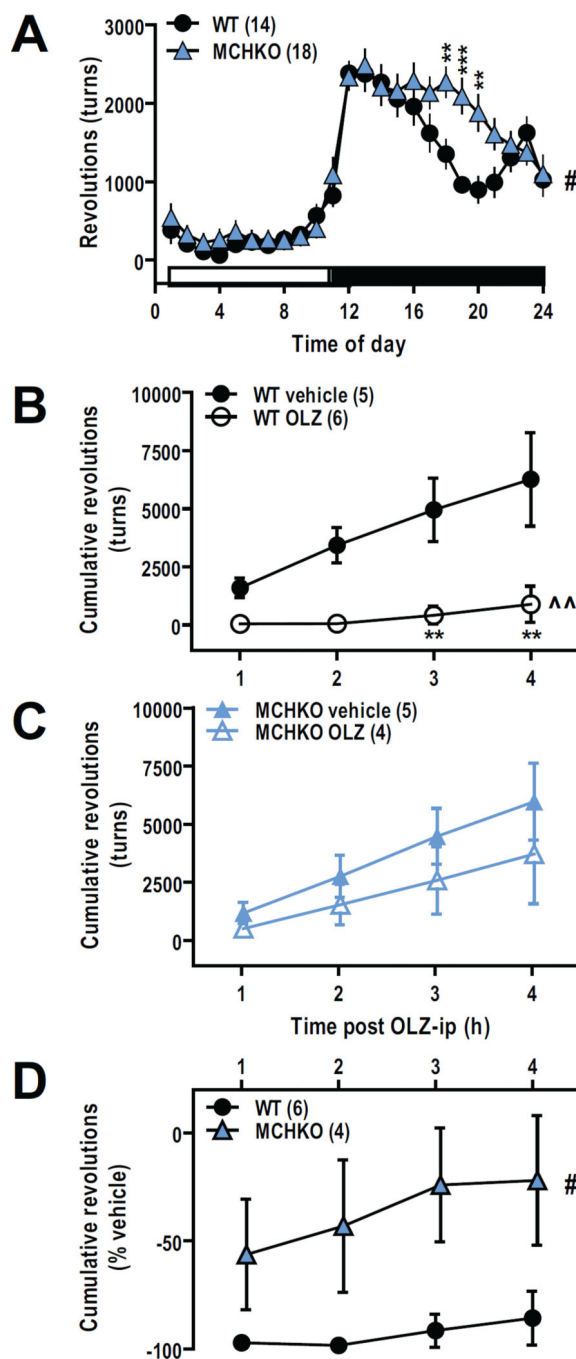 A
WT (14)
MCHKO (18)
Revolutions (turns)
3000
2000
1000
0
**
***
**
#
0 4 8 12 16 20 24
Time of day
B
WT vehicle (5)
WT OLZ (6)
Cumulative revolutions
(turns)
10000
7500
5000
2500
0
^^
** **
1 2 3 4
C
MCHKO vehicle (5)
MCHKO OLZ (4)
Cumulative revolutions
(turns)
10000
7500
5000
2500
0
1 2 3 4
Time post OLZ-ip (h)
D
1 2 3 4
WT (6)
MCHKO (4)
Cumulative revolutions
(% vehicle)
0
-50
-100
#